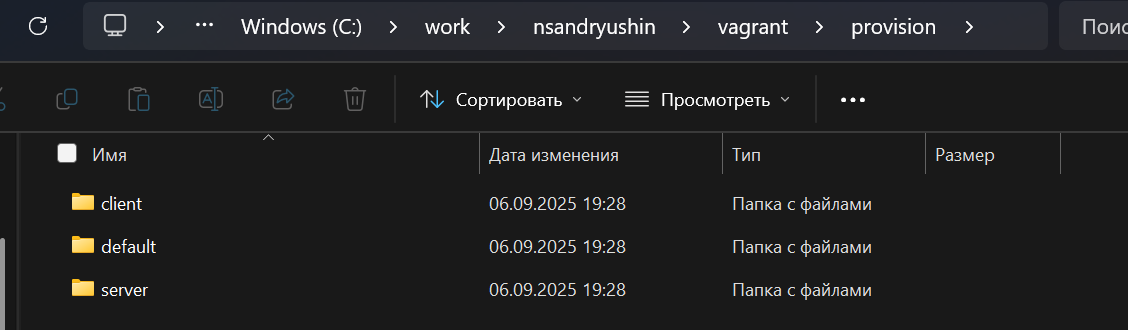 Windows (C:) work nsandryushin vagrant provision Поис
Сортировать Просмотреть
Имя Дата изменения Тип Размер
client 06.09.2025 19:28 Папка с файлами
default 06.09.2025 19:28 Папка с файлами
server 06.09.2025 19:28 Папка с файлами